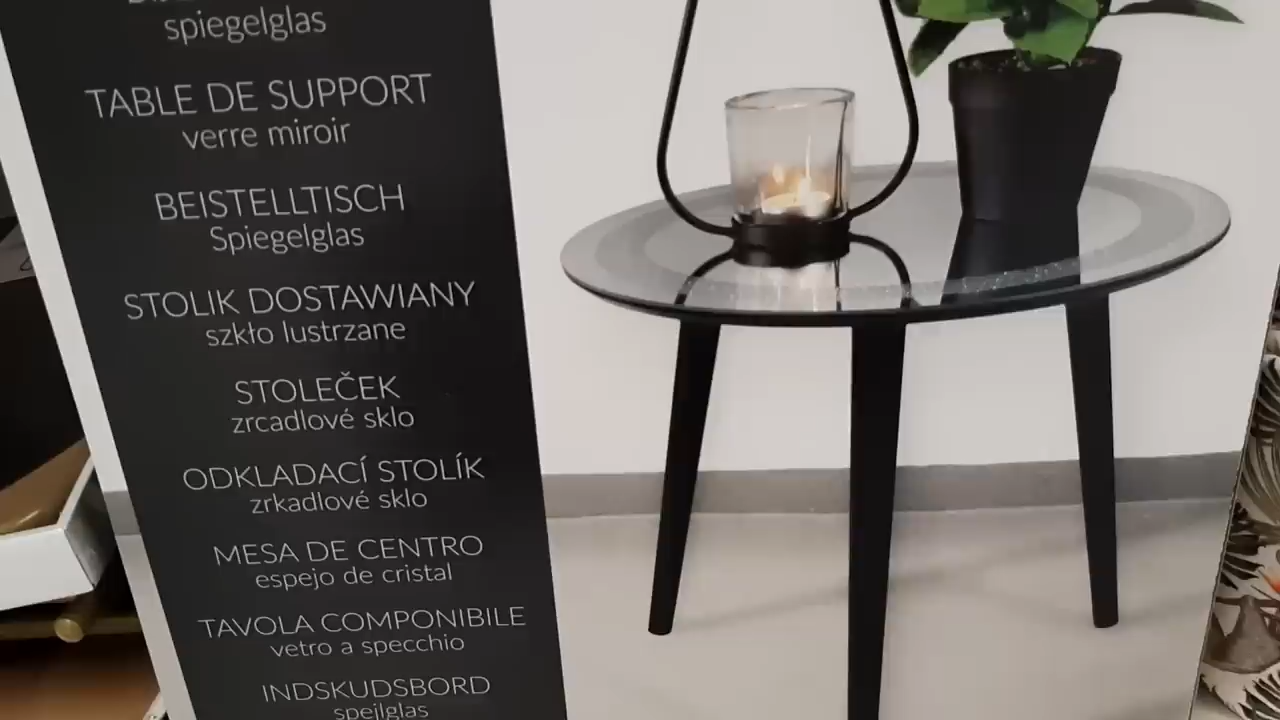 spiegelglas
TABLE DE SUPPORT
verre miroir
BEISTELLTISCH
Spiegelglas
STOLIK DOSTAWIANY
szkło lustrzane
STOLEČEK
zrcadlové sklo
ODKLADACÍ STOLÍK
zrkadlové sklo
MESA DE CENTRO
espejo de cristal
TAVOLA COMPONIBILE
vetro a specchio
INDSKUDSBORD
spejlglas